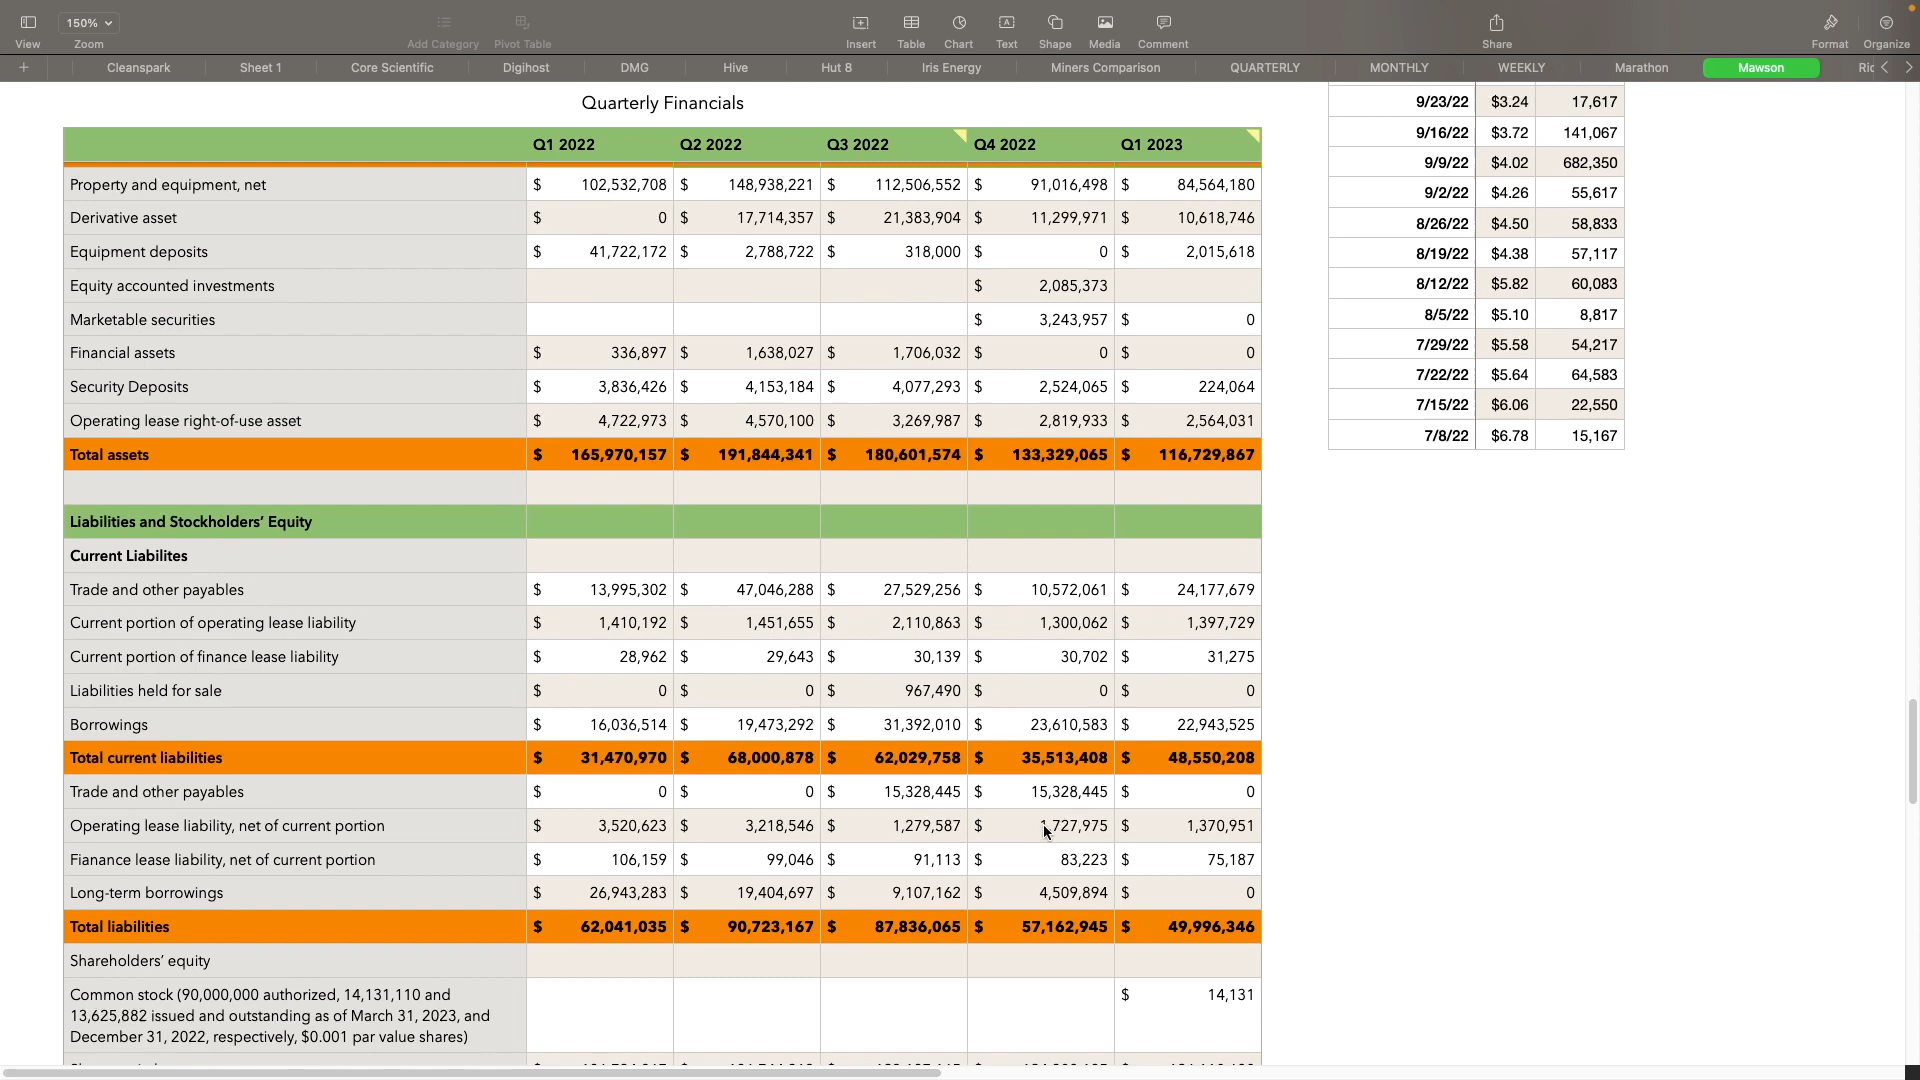 150%
View
Zoom
Add Category
Pivot Table
Insert
Table
Chart
Text
Shape
Media
Comment
Share
Format
Organize
+ Cleanspark Sheet 1 Core Scientific Digihost DMG Hive Hut 8 Iris Energy Miners Comparison QUARTERLY MONTHLY WEEKLY Marathon Mawson Ric
Quarterly Financials
Q1 2022 Q2 2022 Q3 2022 Q4 2022 Q1 2023
Property and equipment, net $ 102,532,708 $ 148,938,221 $ 112,506,552 $ 91,016,498 $ 84,564,180
Derivative asset $ 0 $ 17,714,357 $ 21,383,904 $ 11,299,971 $ 10,618,746
Equipment deposits $ 41,722,172 $ 2,788,722 $ 318,000 $ 0 $ 2,015,618
Equity accounted investments $ 2,085,373
Marketable securities $ 3,243,957 $ 0
Financial assets $ 336,897 $ 1,638,027 $ 1,706,032 $ 0 $ 0
Security Deposits $ 3,836,426 $ 4,153,184 $ 4,077,293 $ 2,524,065 $ 224,064
Operating lease right-of-use asset $ 4,722,973 $ 4,570,100 $ 3,269,987 $ 2,819,933 $ 2,564,031
Total assets $ 165,970,157 $ 191,844,341 $ 180,601,574 $ 133,329,065 $ 116,729,867
Liabilities and Stockholders’ Equity
Current Liabilites
Trade and other payables $ 13,995,302 $ 47,046,288 $ 27,529,256 $ 10,572,061 $ 24,177,679
Current portion of operating lease liability $ 1,410,192 $ 1,451,655 $ 2,110,863 $ 1,300,062 $ 1,397,729
Current portion of finance lease liability $ 28,962 $ 29,643 $ 30,139 $ 30,702 $ 31,275
Liabilities held for sale $ 0 $ 0 $ 967,490 $ 0 $ 0
Borrowings $ 16,036,514 $ 19,473,292 $ 31,392,010 $ 23,610,583 $ 22,943,525
Total current liabilities $ 31,470,970 $ 68,000,878 $ 62,029,758 $ 35,513,408 $ 48,550,208
Trade and other payables $ 0 $ 0 $ 15,328,445 $ 15,328,445 $ 0
Operating lease liability, net of current portion $ 3,520,623 $ 3,218,546 $ 1,279,587 $ 1,727,975 $ 1,370,951
Fianance lease liability, net of current portion $ 106,159 $ 99,046 $ 91,113 $ 83,223 $ 75,187
Long-term borrowings $ 26,943,283 $ 19,404,697 $ 9,107,162 $ 4,509,894 $ 0
Total liabilities $ 62,041,035 $ 90,723,167 $ 87,836,065 $ 57,162,945 $ 49,996,346
Shareholders’ equity
Common stock (90,000,000 authorized, 14,131,110 and $ 14,131
13,625,882 issued and outstanding as of March 31, 2023, and
December 31, 2022, respectively, $0.001 par value shares)
9/23/22 $3.24 17,617
9/16/22 $3.72 141,067
9/9/22 $4.02 682,350
9/2/22 $4.26 55,617
8/26/22 $4.50 58,833
8/19/22 $4.38 57,117
8/12/22 $5.82 60,083
8/5/22 $5.10 8,817
7/29/22 $5.58 54,217
7/22/22 $5.64 64,583
7/15/22 $6.06 22,550
7/8/22 $6.78 15,167